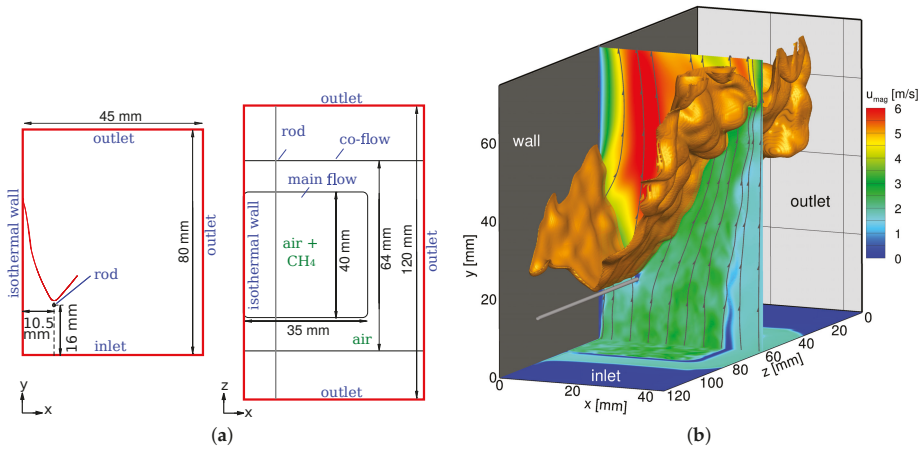 45 mm
outlet
isothermal wall
80 mm
outlet
rod
10.5
mm
16 mm
inlet
y
x
outlet
rod
co-flow
main flow
isothermal wall
air +
CH₄
40 mm
64 mm
120 mm
outlet
35 mm
air
outlet
z
x
(a)
wall
outlet
inlet
u_mag [m/s]
6
5
4
3
2
1
0
y [mm]
60
40
20
0
0
20
40
x [mm]
120
100
80
60
40
20
0
z [mm]
(b)